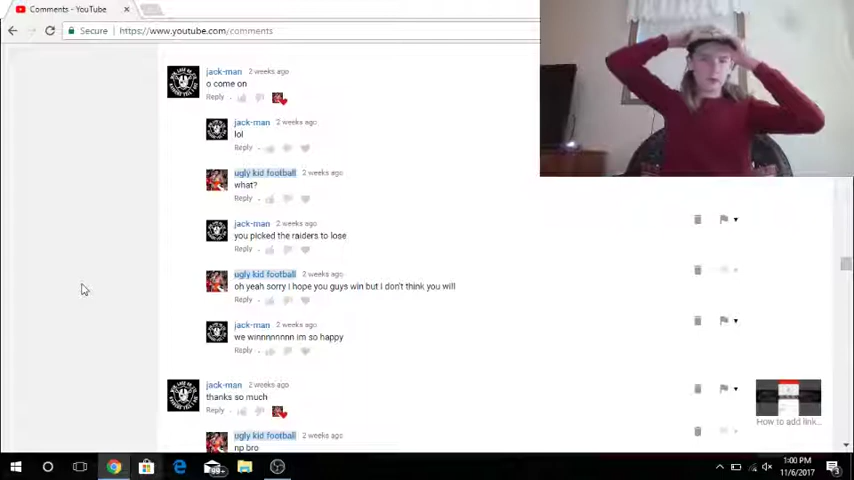 Comments - YouTube
Secure https://www.youtube.com/comments
jack-man 2 weeks ago
o come on
Reply
jack-man 2 weeks ago
lol
Reply
ugly kid football 2 weeks ago
what?
Reply
jack-man 2 weeks ago
you picked the raiders to lose
Reply
ugly kid football 2 weeks ago
oh yeah sorry i hope you guys win but I don't think you will
Reply
jack-man 2 weeks ago
we winnnnnnnn im so happy
Reply
jack-man 2 weeks ago
thanks so much
Reply
How to add link...
ugly kid football 2 weeks ago
np bro
99+
1:00 PM
11/6/2017
3